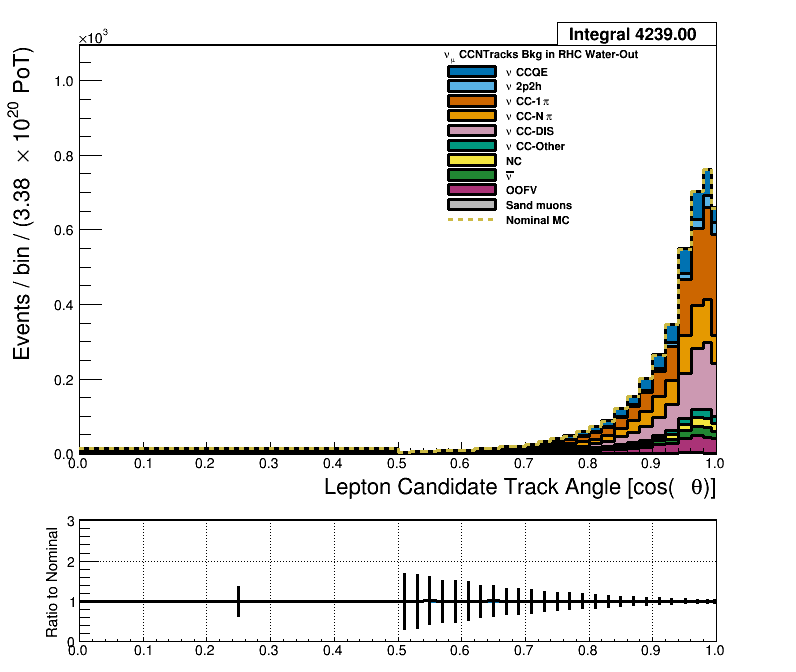 Integral 4239.00
×10³
ν_μ CCNTracks Bkg in RHC Water-Out
ν CCQE
ν 2p2h
ν CC-1 π
ν CC-N π
ν CC-DIS
ν CC-Other
NC
ν̅
OOFV
Sand muons
Nominal MC
Events / bin / (3.38 × 10²⁰ PoT)
1.0
0.8
0.6
0.4
0.2
0.0
0.0 0.1 0.2 0.3 0.4 0.5 0.6 0.7 0.8 0.9 1.0
Lepton Candidate Track Angle [cos( θ)]
Ratio to Nominal
3
2
1
0
0.0 0.1 0.2 0.3 0.4 0.5 0.6 0.7 0.8 0.9 1.0